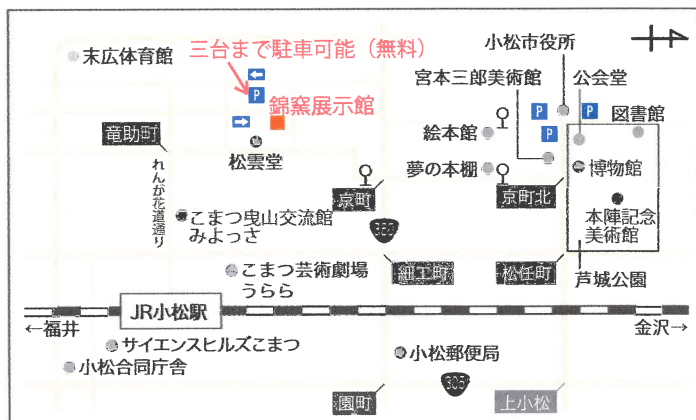 三台まで駐車可能（無料）
小松市役所
末広体育館
宮本三郎美術館
公会堂
P
錦窯展示館
P
P
P
図書館
竜助町
絵本館
松雲堂
夢の本棚
博物館
れんが花道通り
京町
京町北
本陣記念
美術館
こまつ曳山交流館
みよっさ
細工町
松任町
芦城公園
こまつ芸術劇場
うらら
JR小松駅
←福井
金沢→
サイエンスヒルズこまつ
小松合同庁舎
小松郵便局
305
園町
上小松